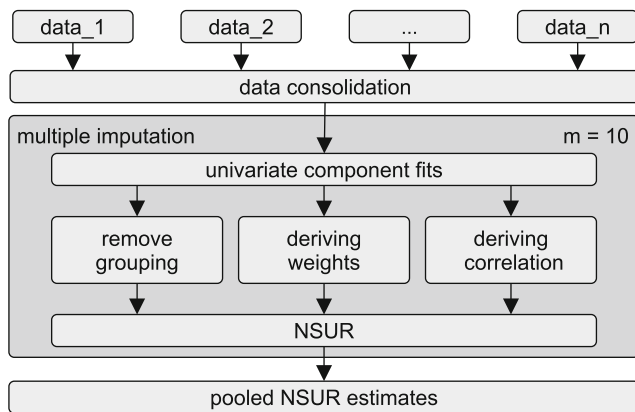 data_1
data_2
...
data_n
data consolidation
multiple imputation
m = 10
univariate component fits
remove
grouping
deriving
weights
deriving
correlation
NSUR
pooled NSUR estimates